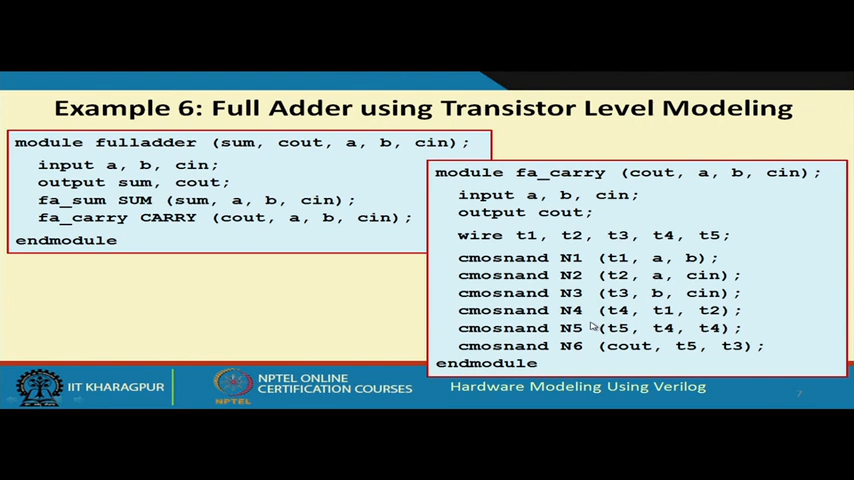 Example 6: Full Adder using Transistor Level Modeling
module fulladder (sum, cout, a, b, cin);
input a, b, cin;
output sum, cout;
fa_sum SUM (sum, a, b, cin);
fa_carry CARRY (cout, a, b, cin);
endmodule
module fa_carry (cout, a, b, cin);
input a, b, cin;
output cout;
wire t1, t2, t3, t4, t5;
cmosnand N1 (t1, a, b);
cmosnand N2 (t2, a, cin);
cmosnand N3 (t3, b, cin);
cmosnand N4 (t4, t1, t2);
cmosnand N5 (t5, t4, t4);
cmosnand N6 (cout, t5, t3);
endmodule
IIT KHARAGPUR
NPTEL
NPTEL ONLINE
CERTIFICATION COURSES
Hardware Modeling Using Verilog
7